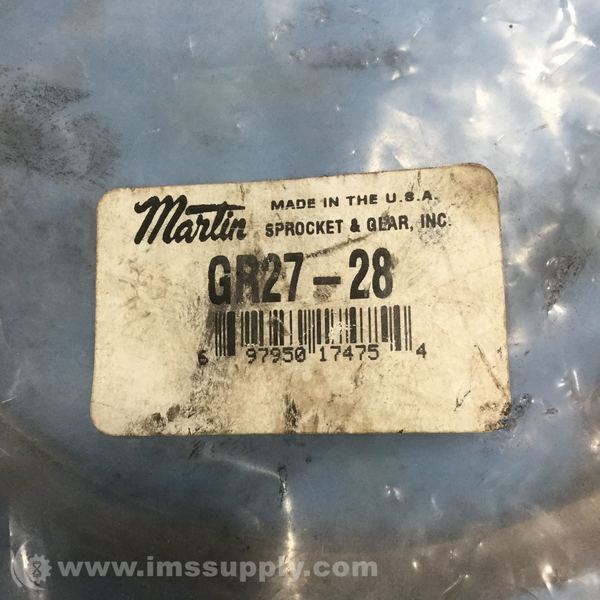 Martin
MADE IN THE U.S.A.
SPROCKET & GEAR, INC.
GR27-28
6 97950 17475 4
www.imssupply.com